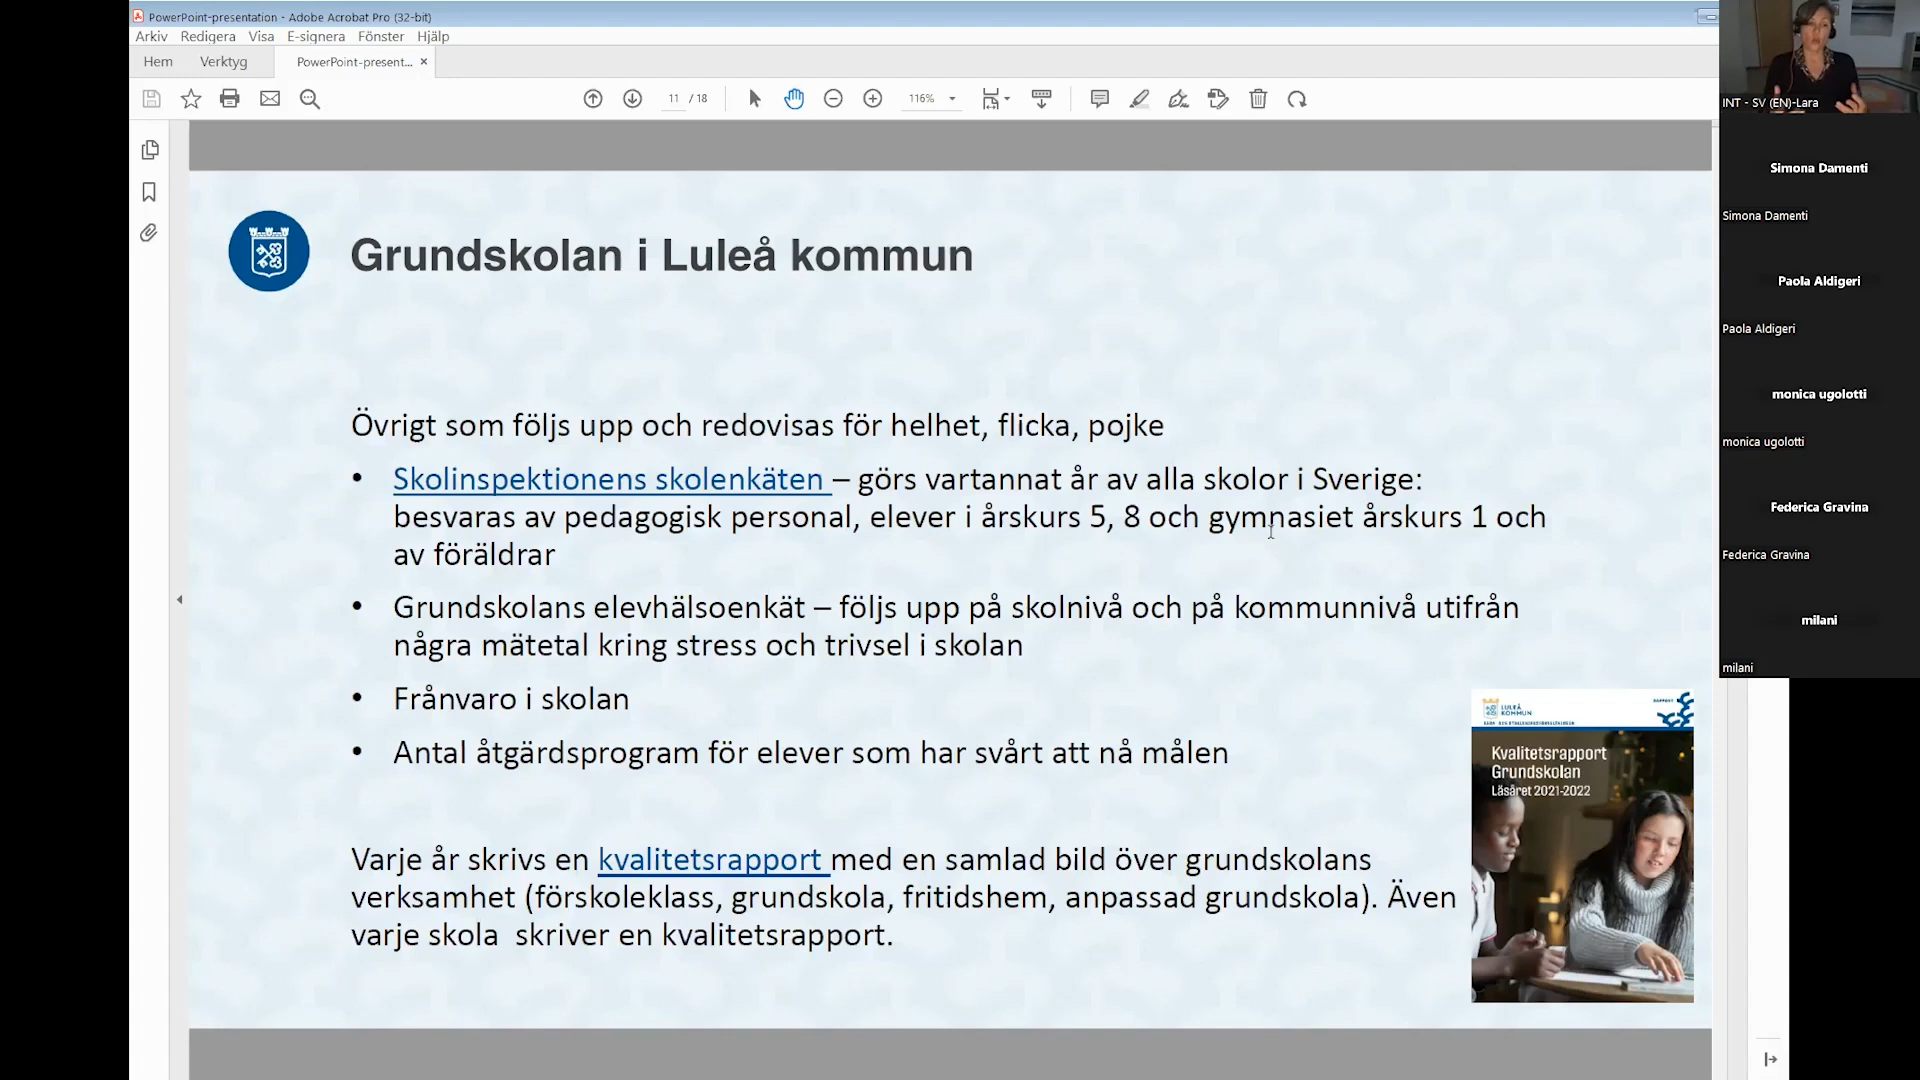 PowerPoint-presentation - Adobe Acrobat Pro (32-bit)
Arkiv Redigera Visa E-signera Fönster Hjälp
Hem Verktyg PowerPoint-present... ×
11 / 18 116%
Grundskolan i Luleå kommun
Övrigt som följs upp och redovisas för helhet, flicka, pojke
• Skolinspektionens skolenkäten – görs vartannat år av alla skolor i Sverige:
besvaras av pedagogisk personal, elever i årskurs 5, 8 och gymnasiet årskurs 1 och
av föräldrar
• Grundskolans elevhälsoenkät – följs upp på skolnivå och på kommunnivå utifrån
några mätetal kring stress och trivsel i skolan
• Frånvaro i skolan
• Antal åtgärdsprogram för elever som har svårt att nå målen
Varje år skrivs en kvalitetsrapport med en samlad bild över grundskolans
verksamhet (förskoleklass, grundskola, fritidshem, anpassad grundskola). Även
varje skola skriver en kvalitetsrapport.
LULEÅ
KOMMUN
Kvalitetsrapport
Grundskolan
Läsåret 2021-2022
INT - SV (EN)-Lara
Simona Damenti
Simona Damenti
Paola Aldigeri
Paola Aldigeri
monica ugolotti
monica ugolotti
Federica Gravina
Federica Gravina
milani
milani